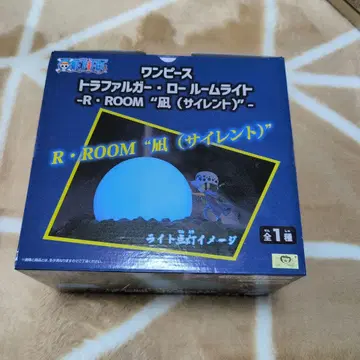 ワンピース
トラファルガー・ロー ルームライト
-R・ROOM “凪（サイレント）”-
R・ROOM “凪（サイレント）”
ライト点灯イメージ
全1種